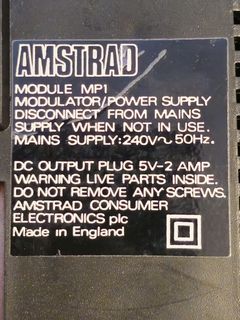 AMSTRAD
MODULE MP1
MODULATOR/POWER SUPPLY
DISCONNECT FROM MAINS
SUPPLY WHEN NOT IN USE.
MAINS SUPPLY:240V~ 50Hz.
DC OUTPUT PLUG 5V-2 AMP
WARNING LIVE PARTS INSIDE.
DO NOT REMOVE ANY SCREWS.
AMSTRAD CONSUMER
ELECTRONICS plc
Made in England